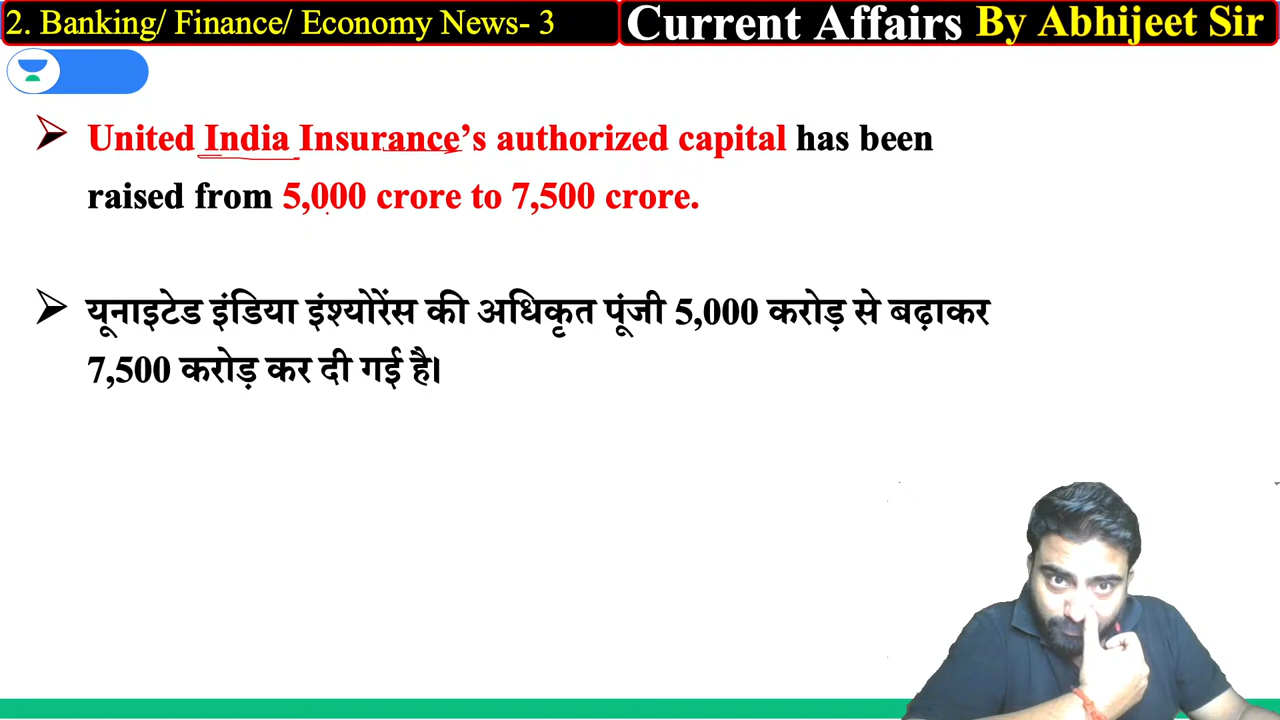 2. Banking/ Finance/ Economy News- 3
Current Affairs By Abhijeet Sir
United India Insurance’s authorized capital has been
raised from 5,000 crore to 7,500 crore.
यूनाइटेड इंडिया इंश्योरेंस की अधिकृत पूंजी 5,000 करोड़ से बढ़ाकर
7,500 करोड़ कर दी गई है।